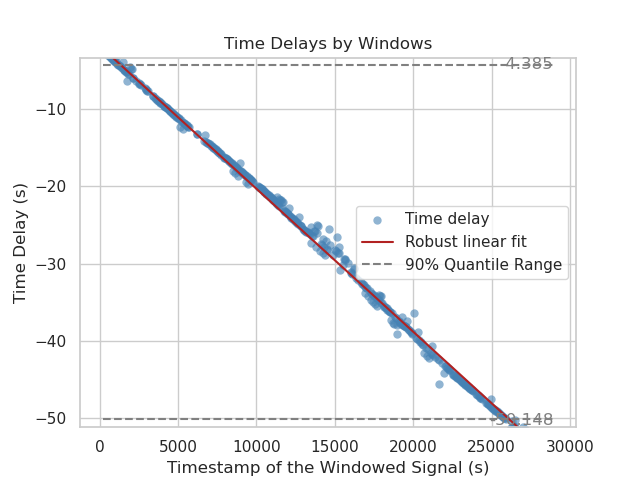 Time Delays by Windows
-4.385
−10
−20
−30
−40
−50
Time Delay (s)
Time delay
Robust linear fit
90% Quantile Range
-50.148
0 5000 10000 15000 20000 25000 30000
Timestamp of the Windowed Signal (s)